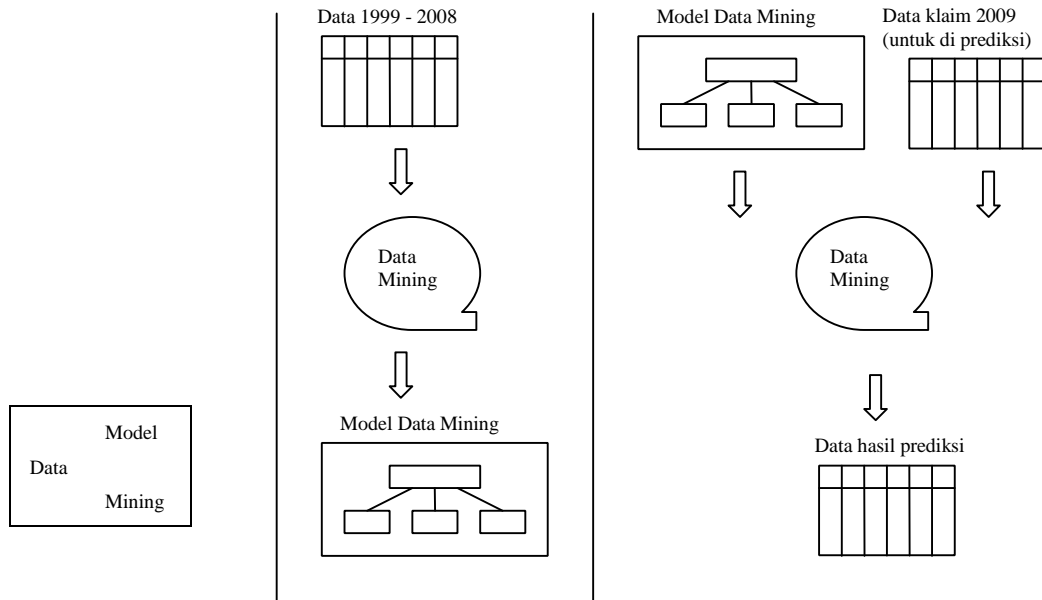 Model
Data
Mining
Data 1999 - 2008
Data
Mining
Model Data Mining
Model Data Mining
Data klaim 2009
(untuk di prediksi)
Data
Mining
Data hasil prediksi